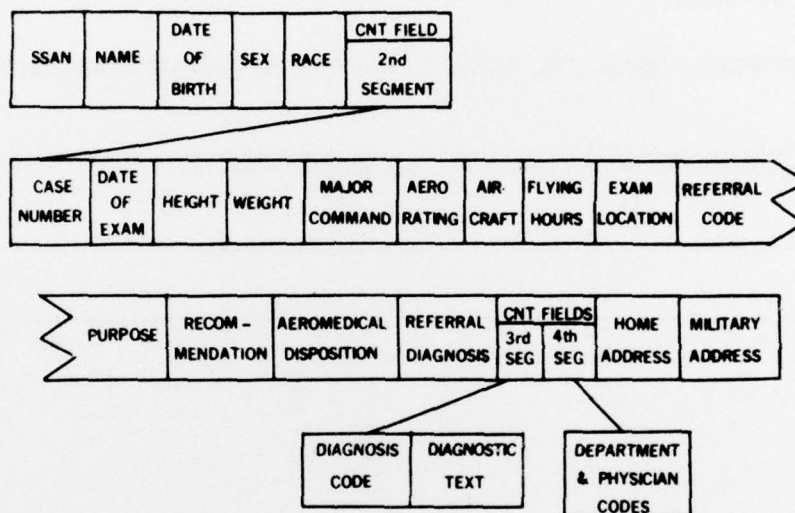 SSAN
NAME
DATE
OF
BIRTH
SEX
RACE
CNT FIELD
2nd
SEGMENT
CASE
NUMBER
DATE
OF
EXAM
HEIGHT
WEIGHT
MAJOR
COMMAND
AERO
RATING
AIR-
CRAFT
FLYING
HOURS
EXAM
LOCATION
REFERRAL
CODE
PURPOSE
RECOM-
MENDATION
AEROMEDICAL
DISPOSITION
REFERRAL
DIAGNOSIS
CNT FIELDS
3rd
SEG
4th
SEG
HOME
ADDRESS
MILITARY
ADDRESS
DIAGNOSIS
CODE
DIAGNOSTIC
TEXT
DEPARTMENT
& PHYSICIAN
CODES